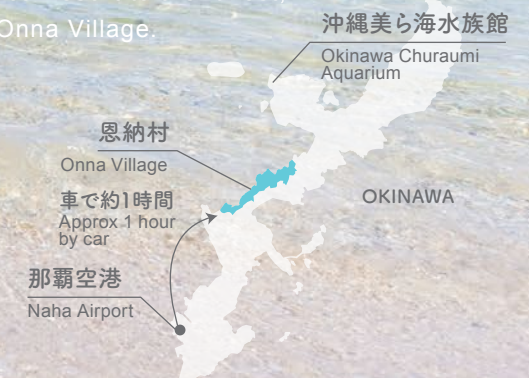 Onna Village.
沖縄美ら海水族館
Okinawa Churaumi
Aquarium
恩納村
Onna Village
車で約1時間
Approx 1 hour
by car
OKINAWA
那覇空港
Naha Airport